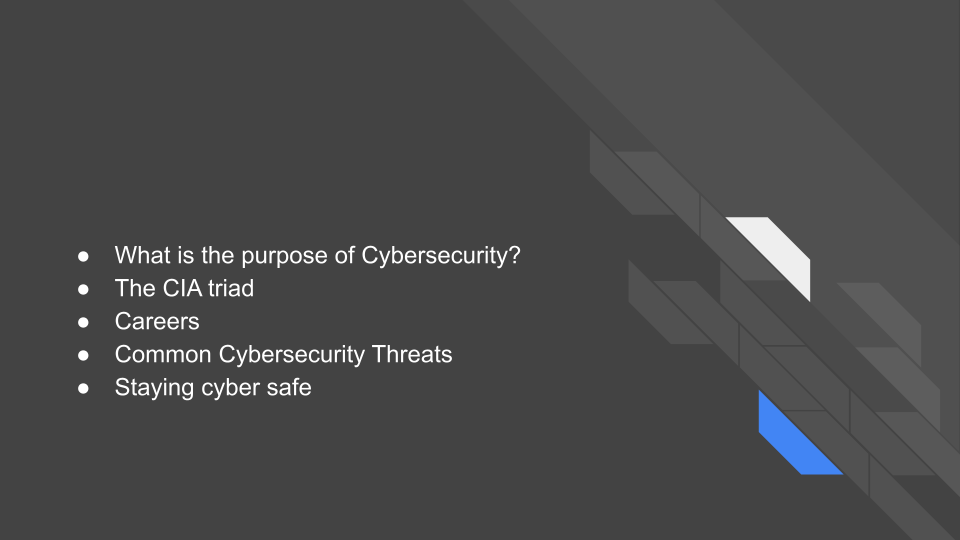 ● What is the purpose of Cybersecurity?
● The CIA triad
● Careers
● Common Cybersecurity Threats
● Staying cyber safe